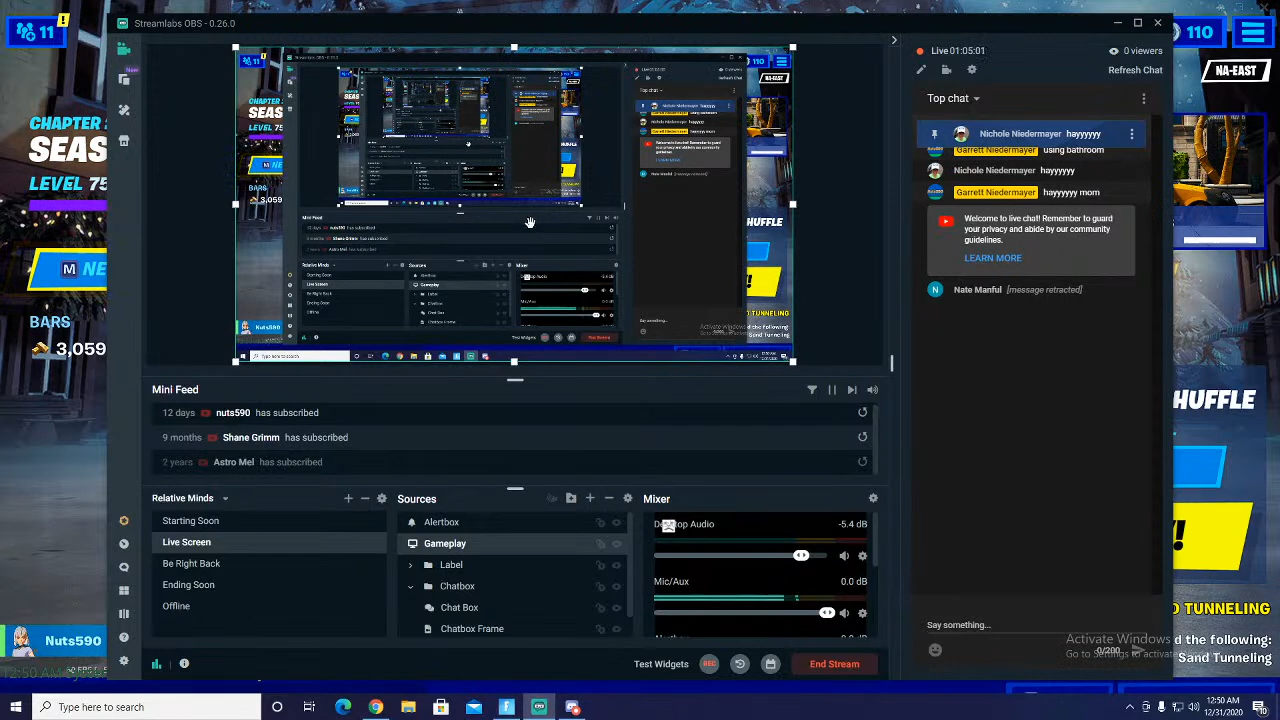 11
!
Streamlabs OBS - 0.26.0
110
NA-EAST
CHAPTER
SEAS
LEVEL 75
M NE
BARS
3,059
Nuts590
New
Live 01:05:01
0 viewers
Refresh Chat
Top chat
Nichole Niedermayer hayyyyy
Garrett Niedermayer using bathroom
Nichole Niedermayer hayyyyy
Garrett Niedermayer hayyyyy mom
Welcome to live chat! Remember to guard
your privacy and abide by our community
guidelines.
LEARN MORE
N Nate Manful [message retracted]
Mini Feed
12 days nuts590 has subscribed
9 months Shane Grimm has subscribed
2 years Astro Mel has subscribed
Relative Minds
Starting Soon
Live Screen
Be Right Back
Ending Soon
Offline
Sources
Alertbox
Gameplay
Label
Chatbox
Chat Box
Chatbox Frame
Mixer
Desktop Audio -5.4 dB
Mic/Aux 0.0 dB
Test Widgets
REC
End Stream
Say something...
0/200
Activate Windows
Go to Settings to activate
HUFFLE
Y!
O TUNNELING
d the following:
Sand Tunneling
Type here to search
12:50 AM
12/31/2020